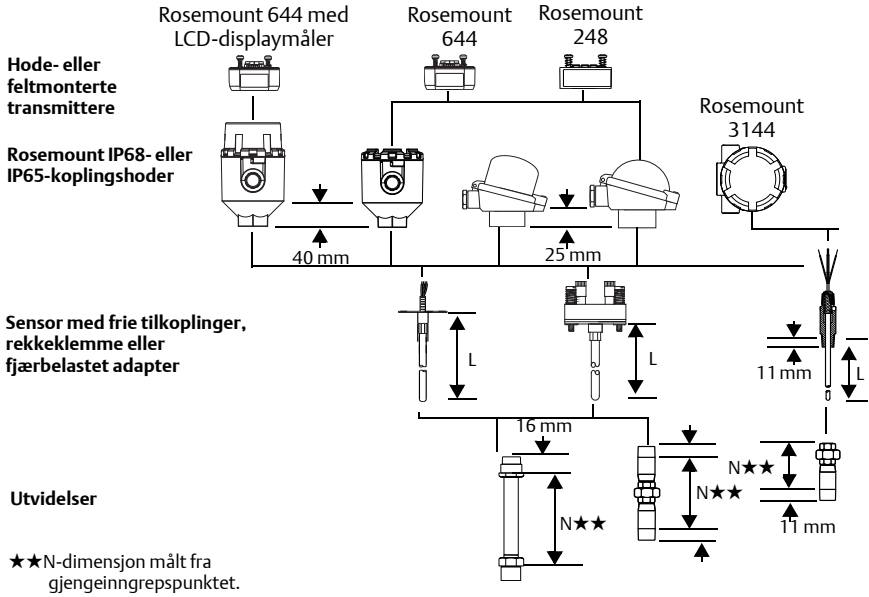 Rosemount 644 med
LCD-displaymåler
Rosemount
644
Rosemount
248
Hode- eller
feltmonterte
transmittere
Rosemount
3144
Rosemount IP68- eller
IP65-koplingshoder
40 mm
25 mm
Sensor med frie tilkoplinger,
rekkeklemme eller
fjærbelastet adapter
L
L
11 mm
L
16 mm
N★★
N★★
N★★
11 mm
Utvidelser
★★N-dimensjon målt fra
gjengeinngrepspunktet.